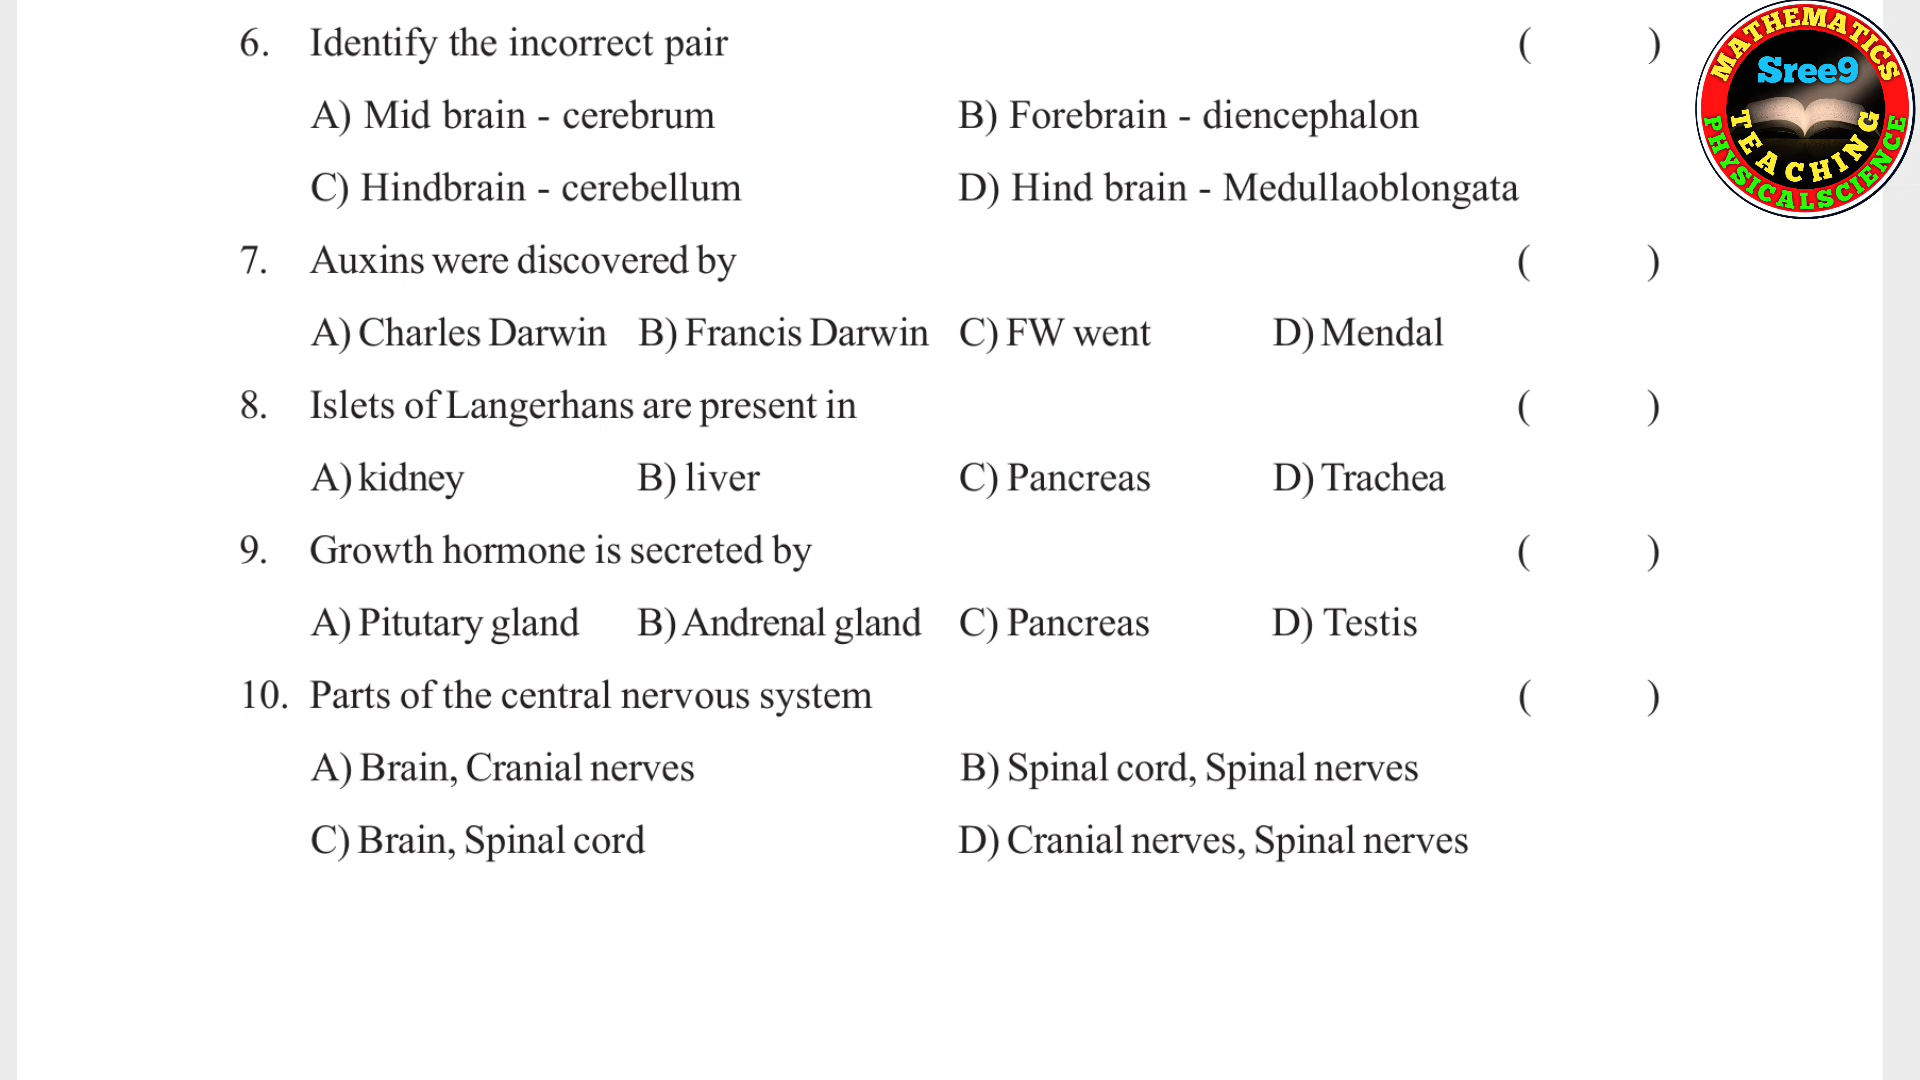 6. Identify the incorrect pair ( )
A) Mid brain - cerebrum B) Forebrain - diencephalon
C) Hindbrain - cerebellum D) Hind brain - Medullaoblongata
7. Auxins were discovered by ( )
A) Charles Darwin B) Francis Darwin C) FW went D) Mendal
8. Islets of Langerhans are present in ( )
A) kidney B) liver C) Pancreas D) Trachea
9. Growth hormone is secreted by ( )
A) Pitutary gland B) Andrenal gland C) Pancreas D) Testis
10. Parts of the central nervous system ( )
A) Brain, Cranial nerves B) Spinal cord, Spinal nerves
C) Brain, Spinal cord D) Cranial nerves, Spinal nerves
MATHEMATICS
Sree9
TEACHING
PHYSICALSCIENCE